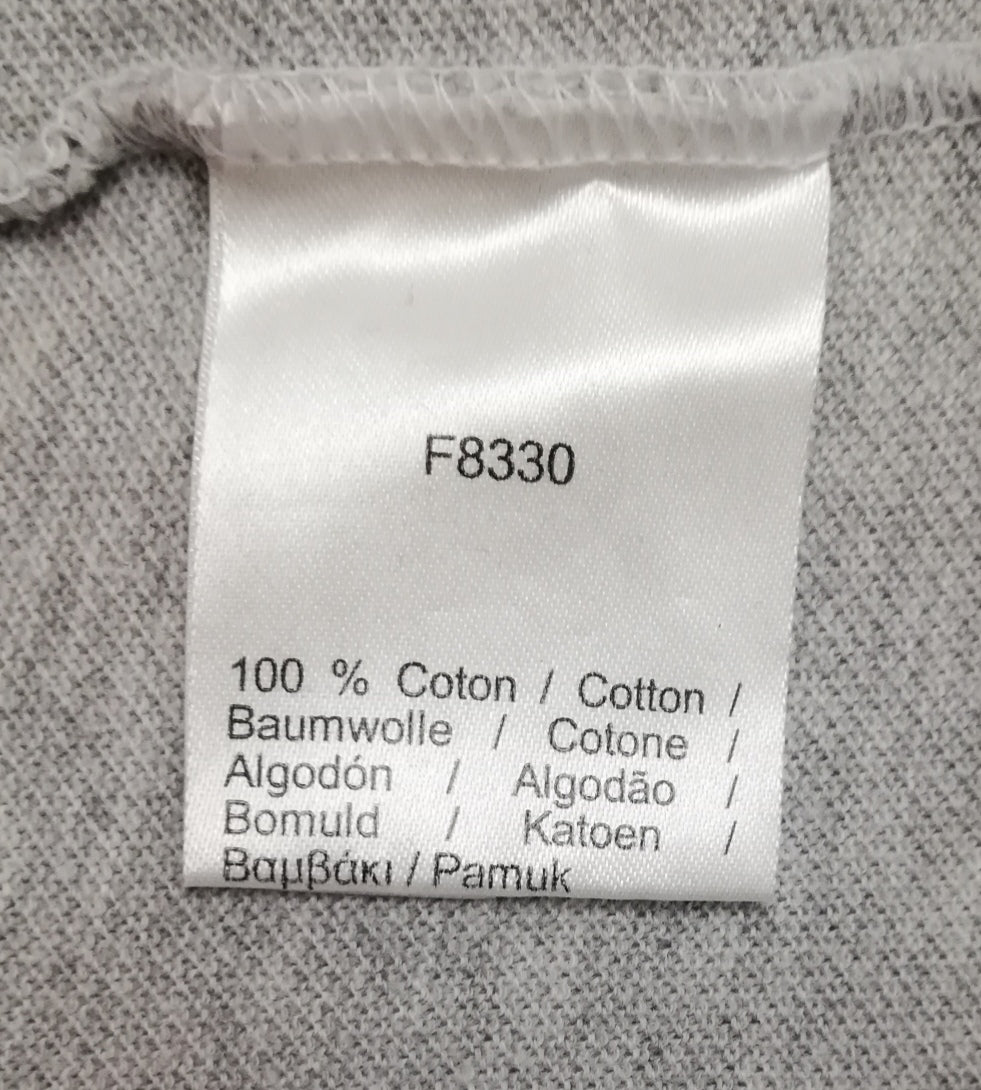 F8330
100 % Coton / Cotton /
Baumwolle / Cotone /
Algodón / Algodão /
Bomuld / Katoen /
Βαμβάκι / Pamuk